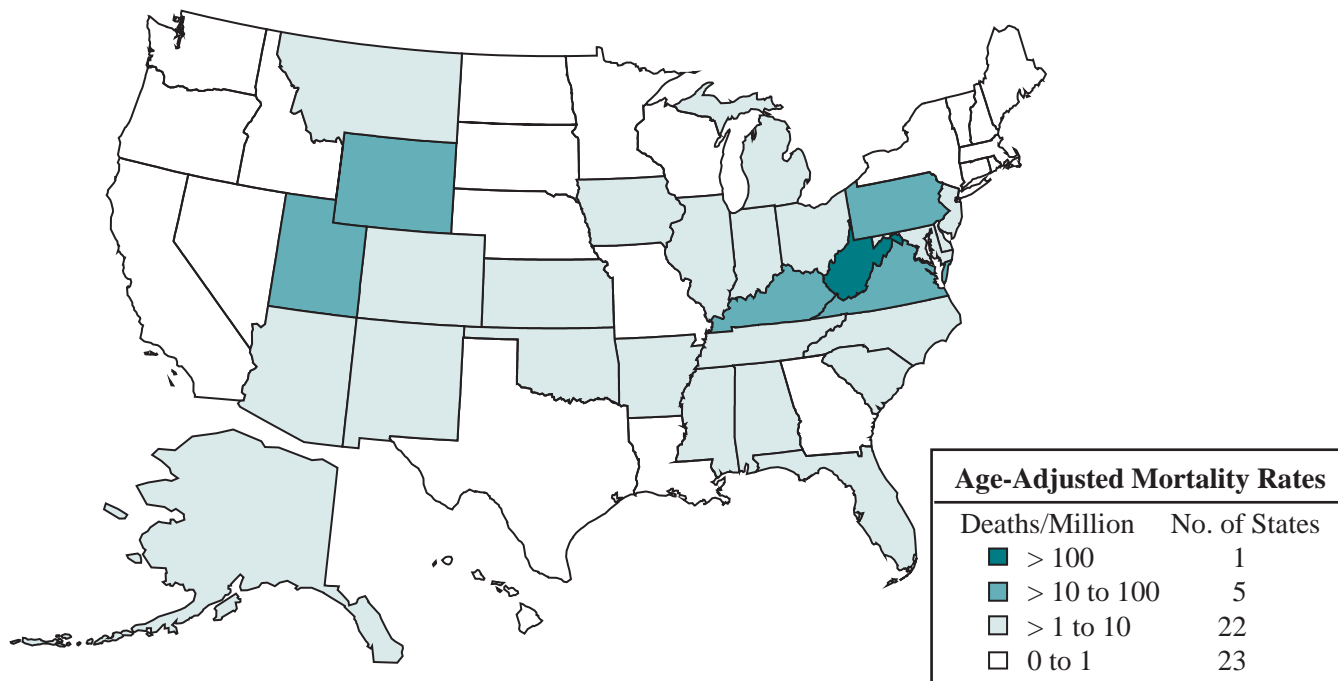 Age-Adjusted Mortality Rates
Deaths/Million No. of States
> 100 1
> 10 to 100 5
> 1 to 10 22
0 to 1 23